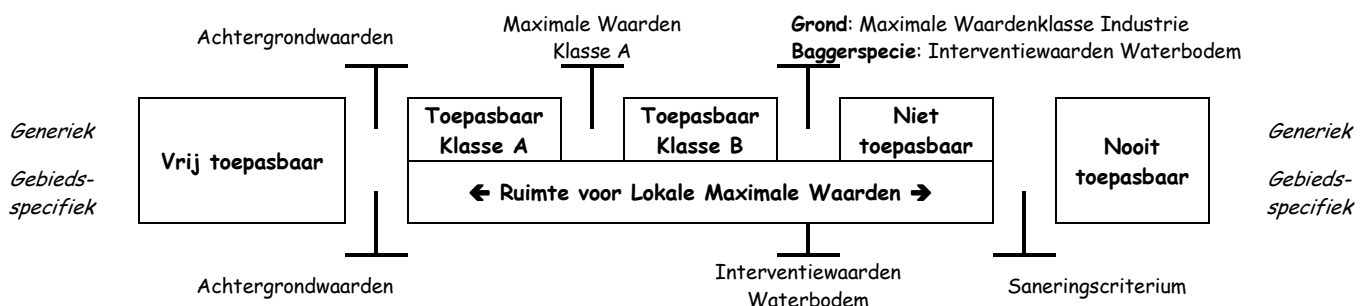 Achtergrondwaarden
Maximale Waarden
Klasse A
Grond: Maximale Waardenklasse Industrie
Baggerspecie: Interventiewaarden Waterbodem
Generiek
Gebieds-
specifiek
Vrij toepasbaar
Toepasbaar
Klasse A
Toepasbaar
Klasse B
Niet
toepasbaar
← Ruimte voor Lokale Maximale Waarden →
Nooit
toepasbaar
Generiek
Gebieds-
specifiek
Achtergrondwaarden
Interventiewaarden
Waterbodem
Saneringscriterium